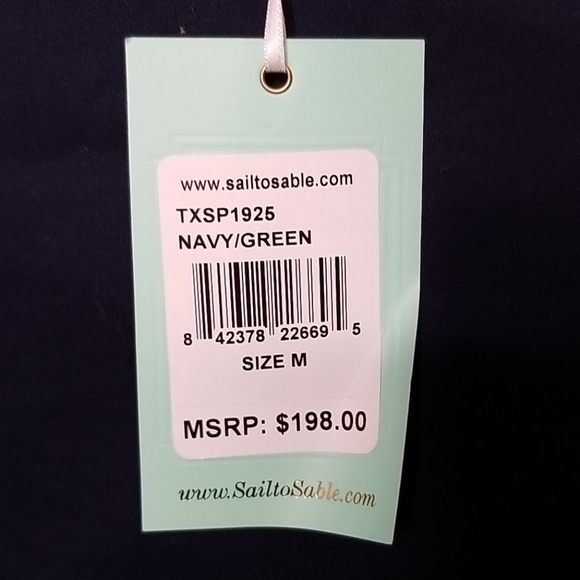 www.sailtosable.com
TXSP1925
NAVY/GREEN
8 42378 22669 5
SIZE M
MSRP: $198.00
www.SailtoSable.com